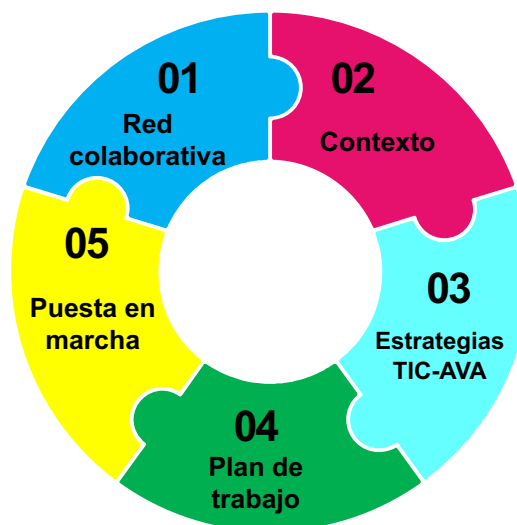 01
Red
colaborativa
02
Contexto
03
Estrategias
TIC-AVA
04
Plan de
trabajo
05
Puesta en
marcha